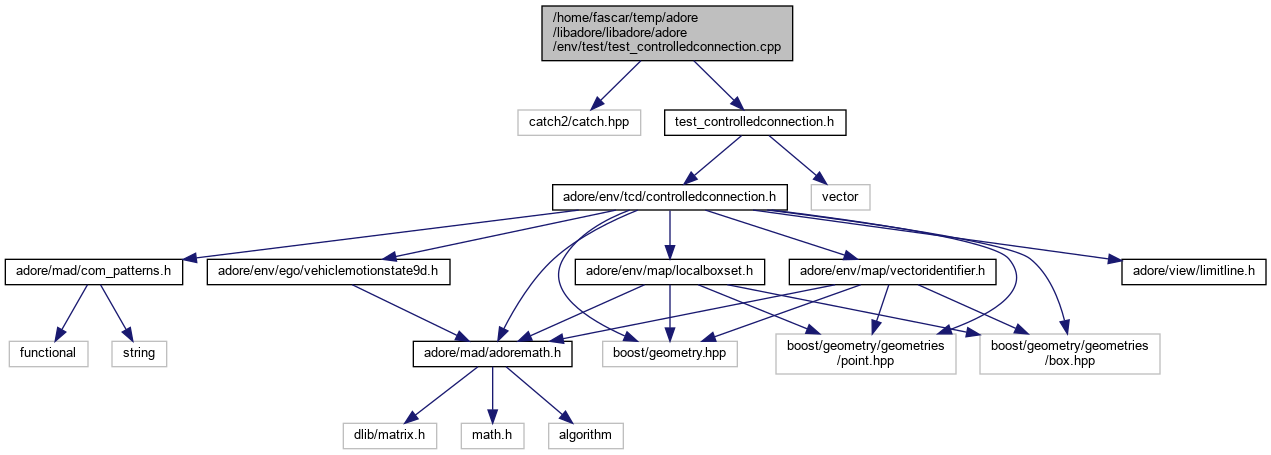 /home/fascar/temp/adore
/libadore/libadore/adore
/env/test/test_controlledconnection.cpp
catch2/catch.hpp
test_controlledconnection.h
adore/env/tcd/controlledconnection.h
vector
adore/mad/com_patterns.h
adore/env/ego/vehiclemotionstate9d.h
adore/env/map/localboxset.h
adore/env/map/vectoridentifier.h
adore/view/limitline.h
functional
string
adore/mad/adoremath.h
boost/geometry.hpp
boost/geometry/geometries
/point.hpp
boost/geometry/geometries
/box.hpp
dlib/matrix.h
math.h
algorithm